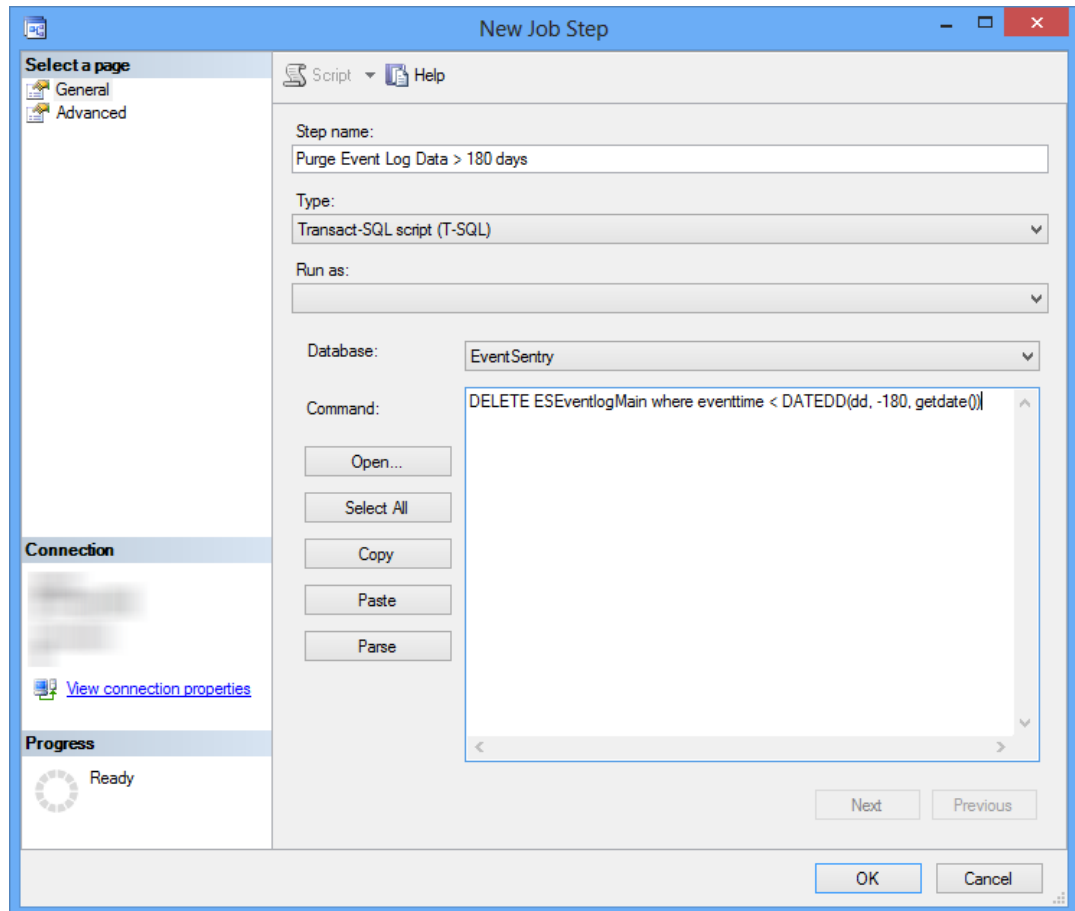 New Job Step
Select a page
General
Advanced
Script
Help
Step name:
Purge Event Log Data > 180 days
Type:
Transact-SQL script (T-SQL)
Run as:
Database:
EventSentry
Command:
DELETE ESEventlogMain where eventtime < DATEDD(dd, -180, getdate())
Open...
Select All
Copy
Paste
Parse
Connection
View connection properties
Progress
Ready
Next
Previous
OK
Cancel